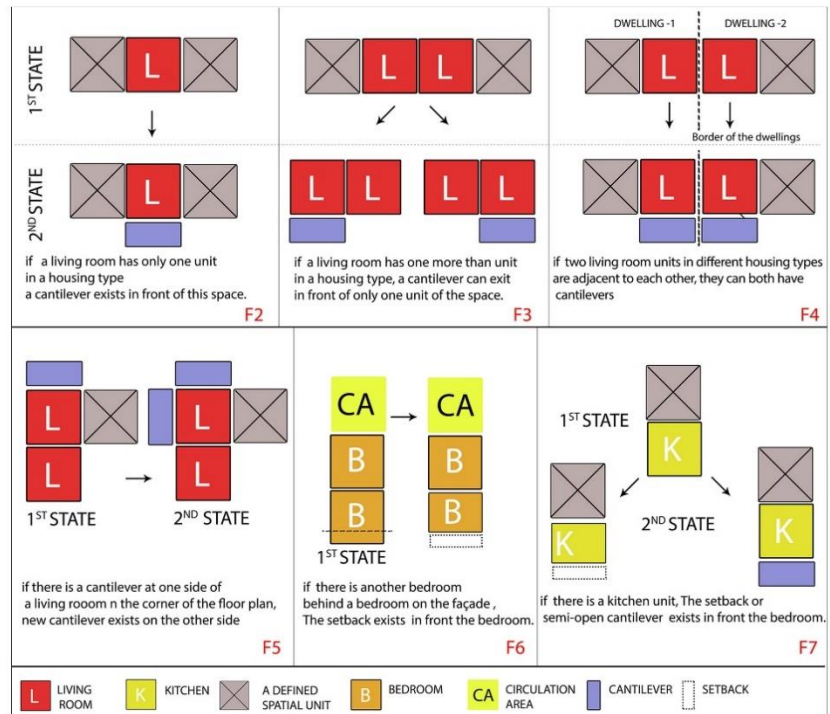 DWELLING -1
DWELLING -2
1ST STATE
L
L
L
L
L
Border of the dwellings
2ND STATE
L
L
L
L
L
L
L
if a living room has only one unit
in a housing type
a cantilever exists in front of this space.
F2
if a living room has one more than unit
in a housing type, a cantilever can exit
in front of only one unit of the space.
F3
if two living room units in different housing types
are adjacent to each other, they can both have
cantilevers
F4
L
L
L
L
1ST STATE
2ND STATE
if there is a cantilever at one side of
a living rooom n the corner of the floor plan,
new cantilever exists on the other side
F5
CA
CA
B
B
B
B
1ST STATE
if there is another bedroom
behind a bedroom on the façade ,
The setback exists in front the bedroom.
F6
1ST STATE
K
K
2ND STATE
K
if there is a kitchen unit, The setback or
semi-open cantilever exists in front the bedroom.
F7
L LIVING ROOM
K KITCHEN
A DEFINED SPATIAL UNIT
B BEDROOM
CA CIRCULATION AREA
CANTILEVER
SETBACK